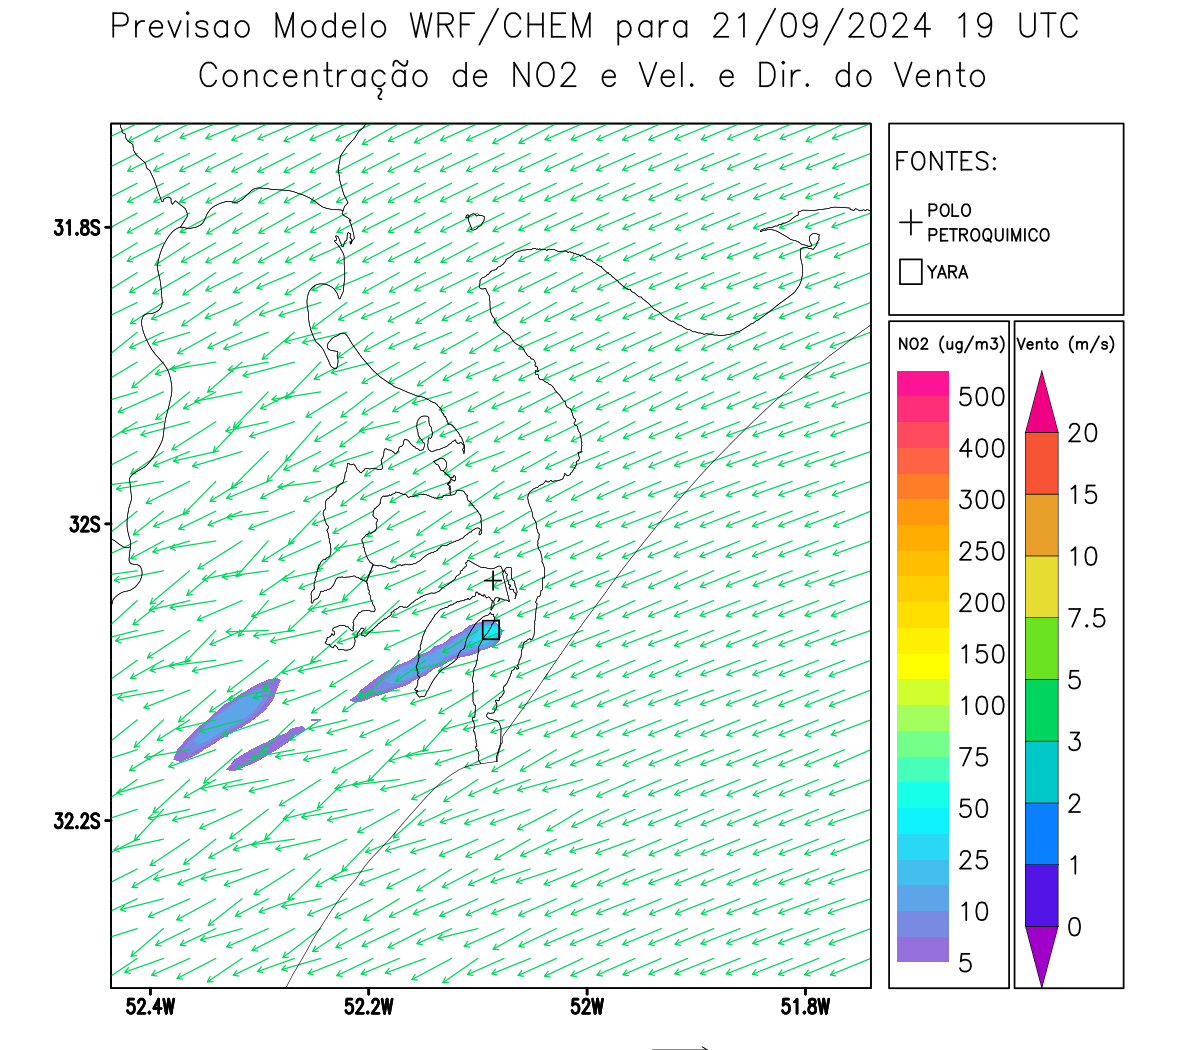 Previsao Modelo WRF/CHEM para 21/09/2024 19 UTC
Concentração de NO2 e Vel. e Dir. do Vento
FONTES:
POLO
PETROQUIMICO
YARA
NO2 (ug/m3)
500
400
300
250
200
150
100
75
50
25
10
5
Vento (m/s)
20
15
10
7.5
5
3
2
1
0
31.8S
32S
32.2S
52.4W
52.2W
52W
51.8W